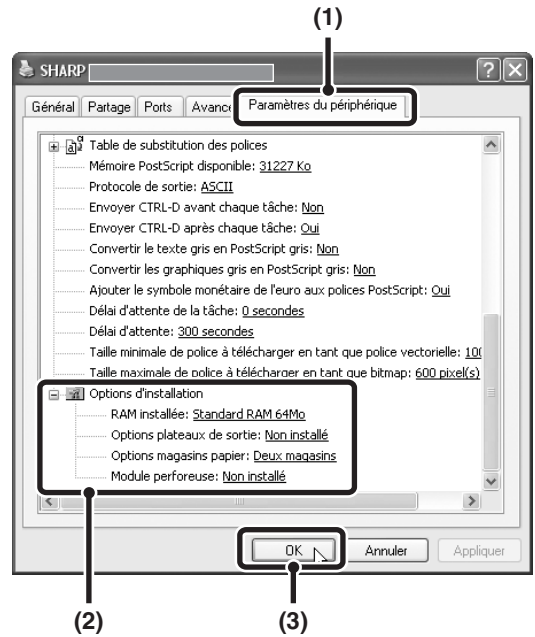 (1)
SHARP
Général Partage Ports Avancé Paramètres du périphérique
Table de substitution des polices
Mémoire PostScript disponible: 31227 Ko
Protocole de sortie: ASCII
Envoyer CTRL-D avant chaque tâche: Non
Envoyer CTRL-D après chaque tâche: Oui
Convertir le texte gris en PostScript gris: Non
Convertir les graphiques gris en PostScript gris: Non
Ajouter le symbole monétaire de l'euro aux polices PostScript: Oui
Délai d'attente de la tâche: 0 secondes
Délai d'attente: 300 secondes
Taille minimale de police à télécharger en tant que police vectorielle: 100
Taille maximale de police à télécharger en tant que bitmap: 600 pixel(s)
Options d'installation
RAM installée: Standard RAM 64Mo
Options plateaux de sortie: Non installé
Options magasins papier: Deux magasins
Module perforeuse: Non installé
OK Annuler Appliquer
(2) (3)